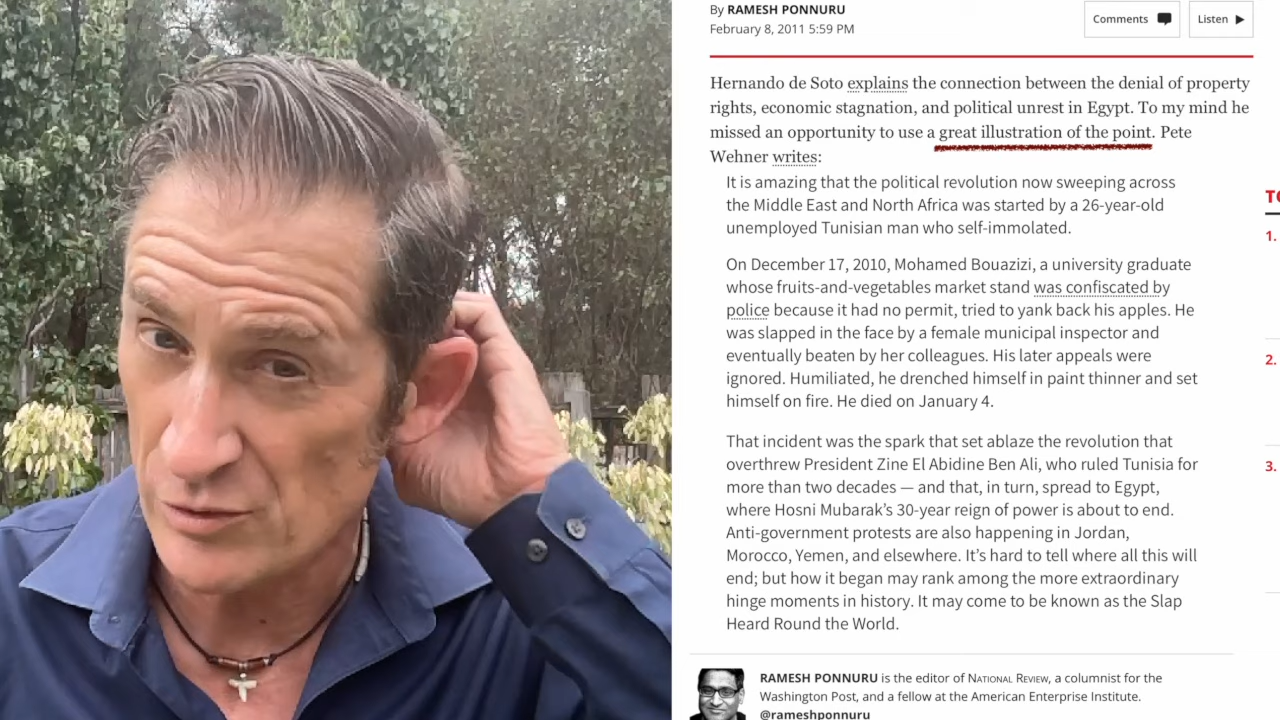 By RAMESH PONNURU
February 8, 2011 5:59 PM
Comments
Listen
Hernando de Soto explains the connection between the denial of property
rights, economic stagnation, and political unrest in Egypt. To my mind he
missed an opportunity to use a great illustration of the point. Pete
Wehner writes:
It is amazing that the political revolution now sweeping across
the Middle East and North Africa was started by a 26-year-old
unemployed Tunisian man who self-immolated.
On December 17, 2010, Mohamed Bouazizi, a university graduate
whose fruits-and-vegetables market stand was confiscated by
police because it had no permit, tried to yank back his apples. He
was slapped in the face by a female municipal inspector and
eventually beaten by her colleagues. His later appeals were
ignored. Humiliated, he drenched himself in paint thinner and set
himself on fire. He died on January 4.
That incident was the spark that set ablaze the revolution that
overthrew President Zine El Abidine Ben Ali, who ruled Tunisia for
more than two decades — and that, in turn, spread to Egypt,
where Hosni Mubarak’s 30-year reign of power is about to end.
Anti-government protests are also happening in Jordan,
Morocco, Yemen, and elsewhere. It’s hard to tell where all this will
end; but how it began may rank among the more extraordinary
hinge moments in history. It may come to be known as the Slap
Heard Round the World.
1.
2.
3.
RAMESH PONNURU is the editor of NATIONAL REVIEW, a columnist for the
Washington Post, and a fellow at the American Enterprise Institute.
@rameshponnuru